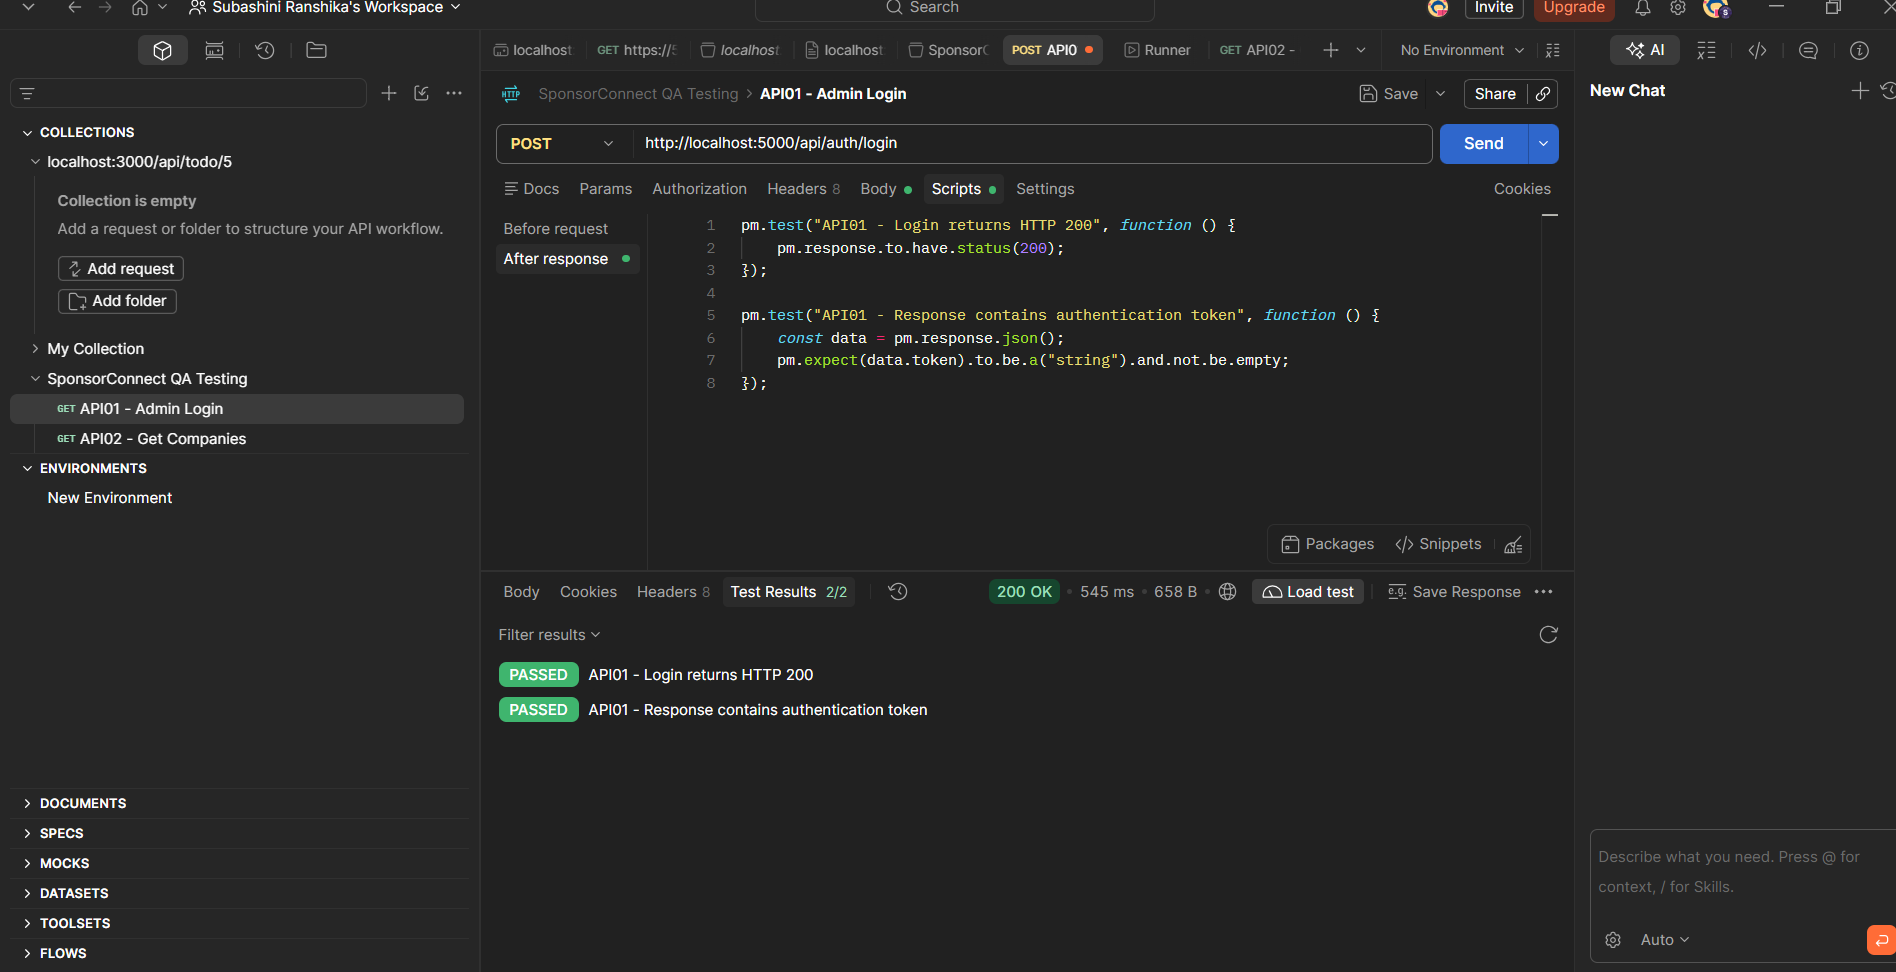 Subashini Ranshika's Workspace
Search
Invite
Upgrade
S
localhost
GET https://5
localhost
localhost
SponsorC
POST API0
Runner
GET API02 -
No Environment
AI
COLLECTIONS
localhost:3000/api/todo/5
Collection is empty
Add a request or folder to structure your API workflow.
Add request
Add folder
My Collection
SponsorConnect QA Testing
GET API01 - Admin Login
GET API02 - Get Companies
ENVIRONMENTS
New Environment
DOCUMENTS
SPECS
MOCKS
DATASETS
TOOLSETS
FLOWS
HTTP SponsorConnect QA Testing > API01 - Admin Login
Save
Share
POST
http://localhost:5000/api/auth/login
Send
Docs Params Authorization Headers 8 Body Scripts Settings
Cookies
Before request
After response
1 pm.test("API01 - Login returns HTTP 200", function () {
2 pm.response.to.have.status(200);
3 });
4
5 pm.test("API01 - Response contains authentication token", function () {
6 const data = pm.response.json();
7 pm.expect(data.token).to.be.a("string").and.not.be.empty;
8 });
Packages
</> Snippets
Body Cookies Headers 8 Test Results 2/2
200 OK • 545 ms • 658 B
Load test
e.g. Save Response
Filter results
PASSED API01 - Login returns HTTP 200
PASSED API01 - Response contains authentication token
New Chat
Describe what you need. Press @ for
context, / for Skills.
Auto